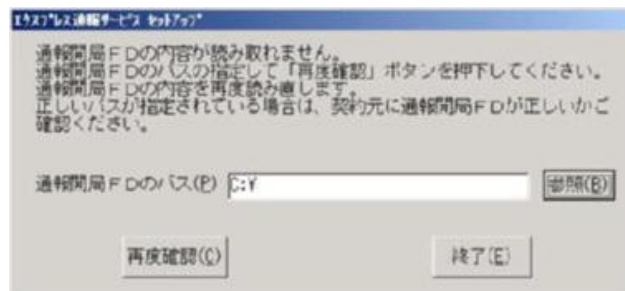 ｴｸｽﾌﾟﾚｽ通報ｻｰﾋﾞｽ ｾｯﾄｱｯﾌﾟ
通報開局ＦＤの内容が読み取れません。
通報開局ＦＤのパスの指定して「再度確認」ボタンを押下してください。
通報開局ＦＤの内容を再度読み直します。
正しいパスが指定されている場合は、契約元に通報開局ＦＤが正しいかご
確認ください。
通報開局ＦＤのパス(P) C:¥ 参照(B)
再度確認(C) 終了(E)